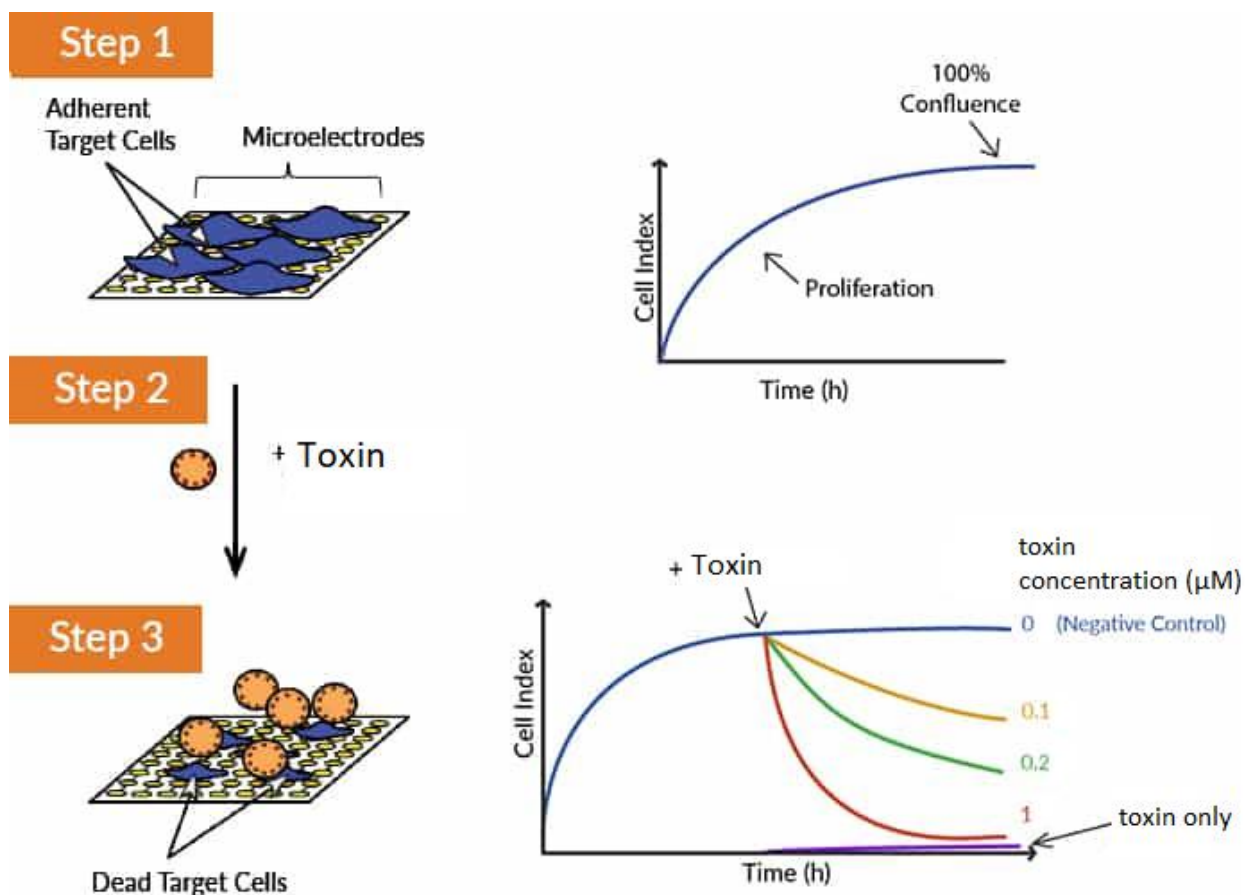 Step 1
Adherent
Target Cells
Microelectrodes
100%
Confluence
Cell Index
Proliferation
Time (h)
Step 2
+ Toxin
Step 3
Dead Target Cells
+ Toxin
toxin
concentration (μM)
0 (Negative Control)
0.1
0.2
1
toxin only
Cell Index
Time (h)